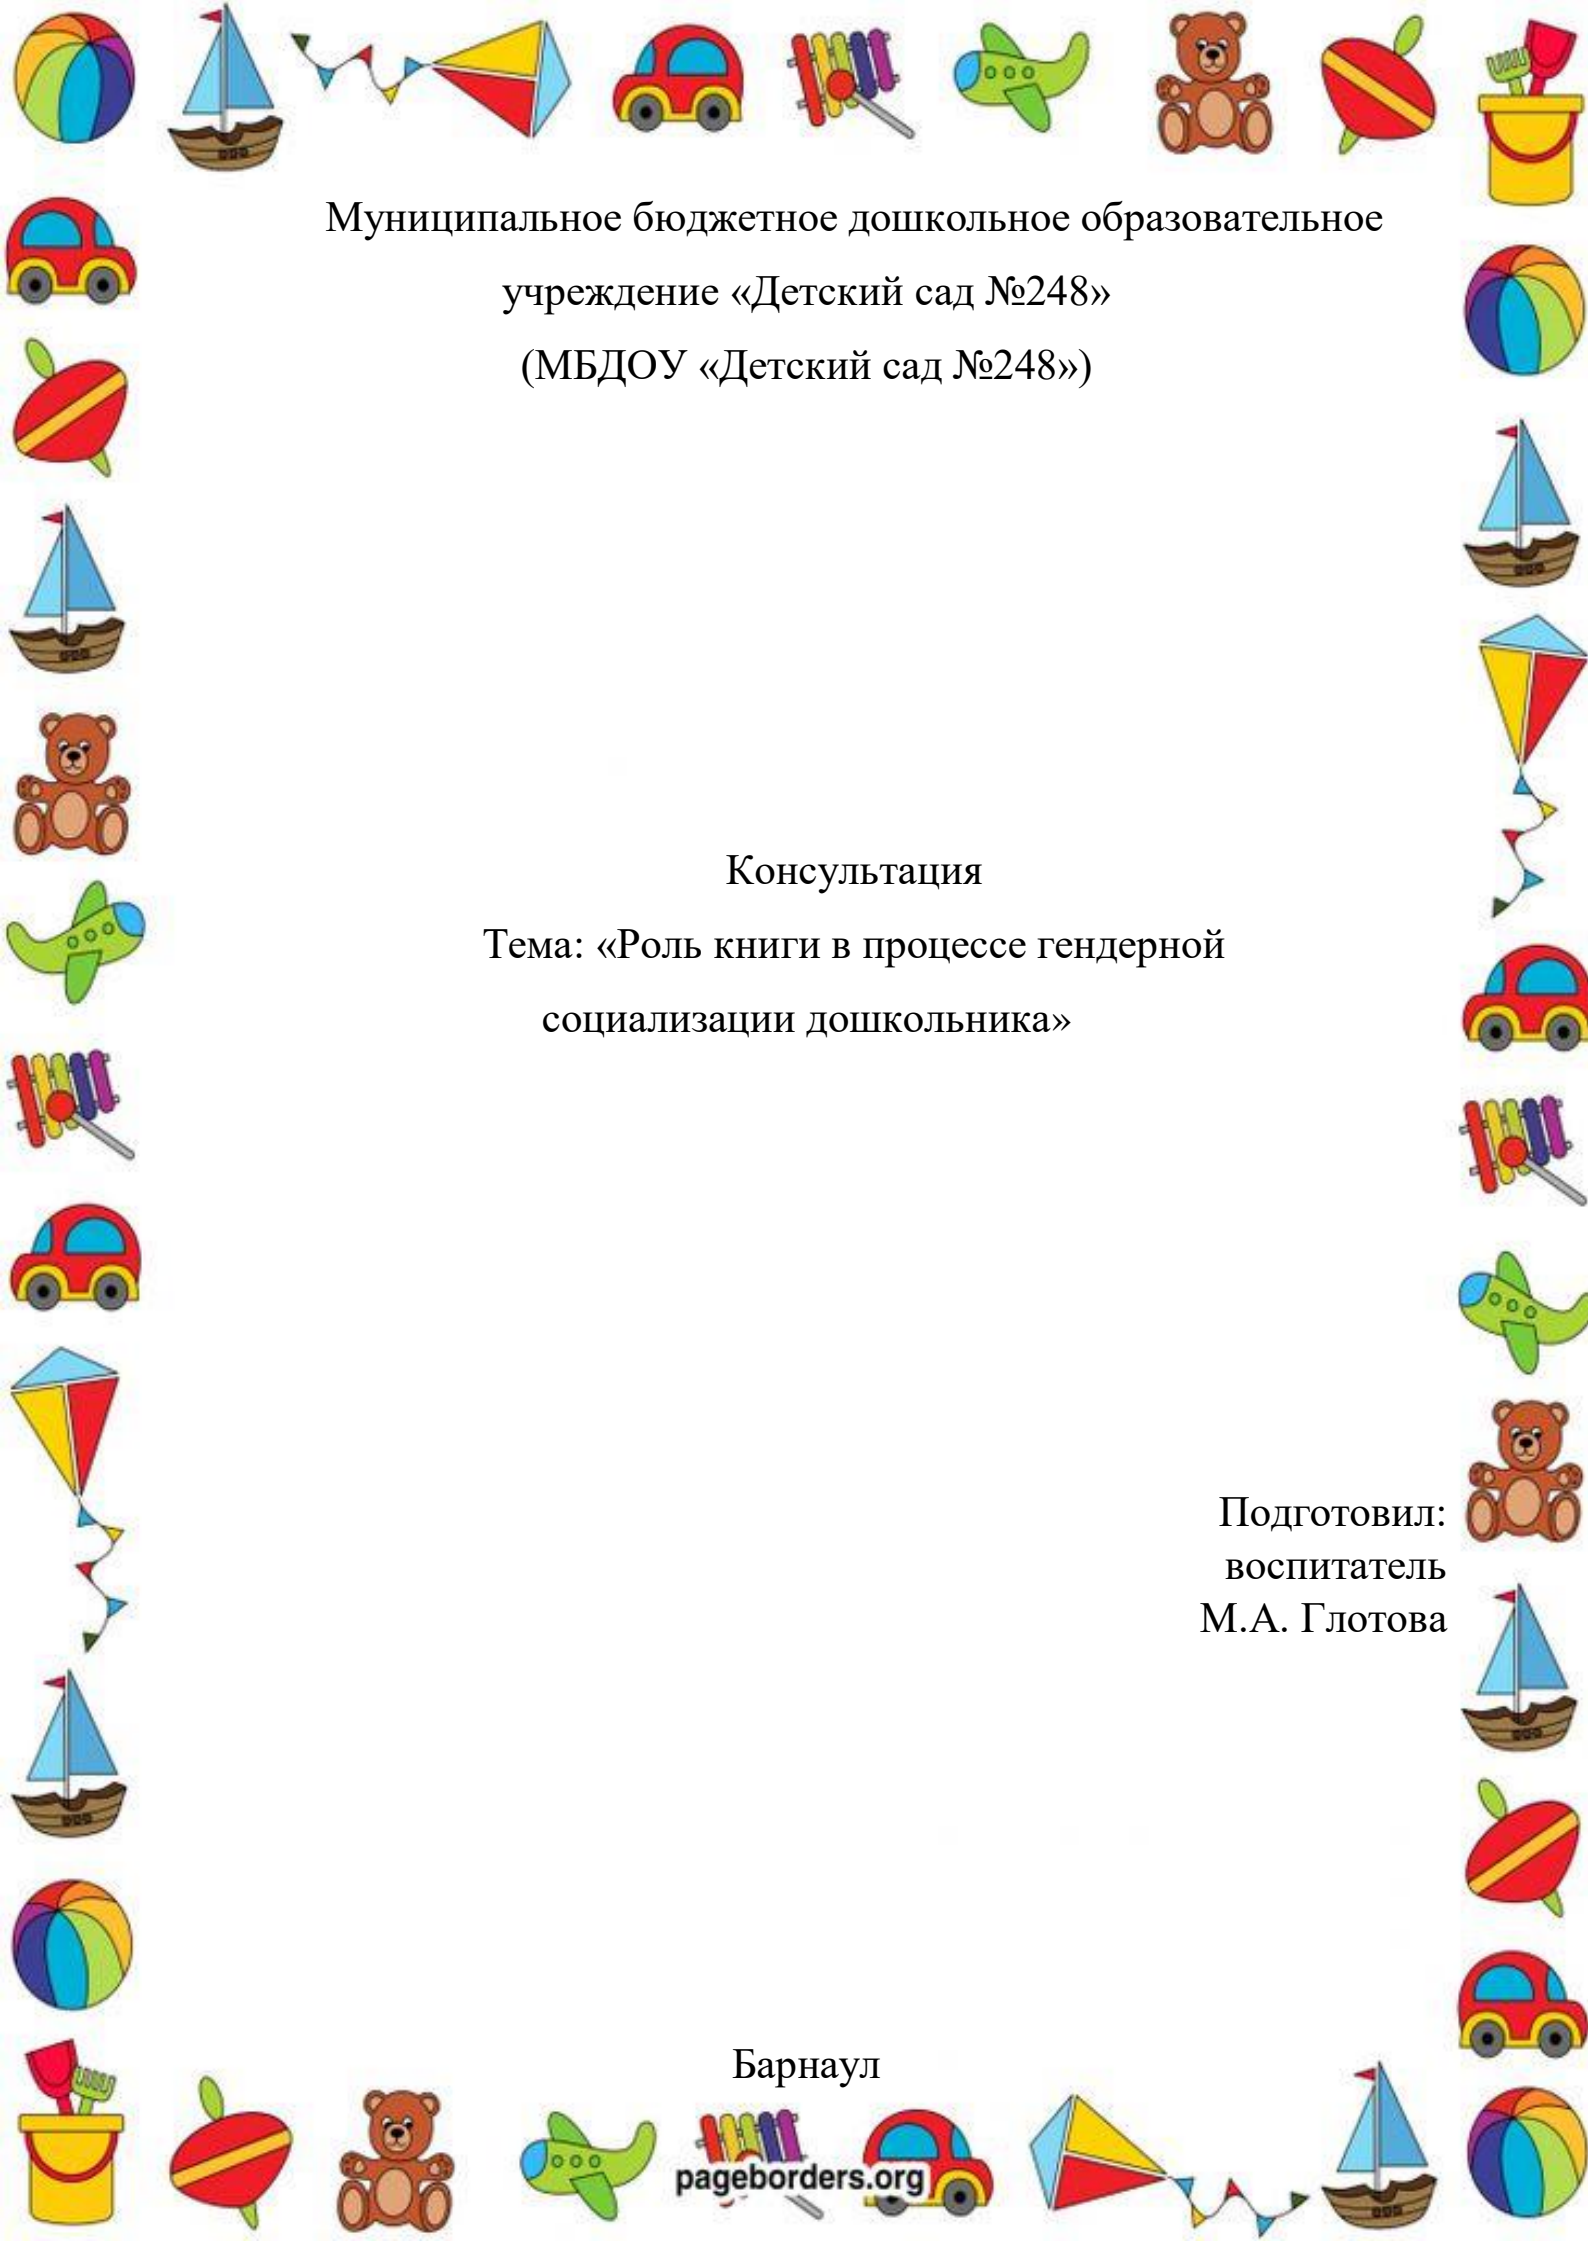 Муниципальное бюджетное дошкольное образовательное
учреждение «Детский сад №248»
(МБДОУ «Детский сад №248»)
Консультация
Тема: «Роль книги в процессе гендерной
социализации дошкольника»
Подготовил:
воспитатель
М.А. Глотова
Барнаул
pageborders.org